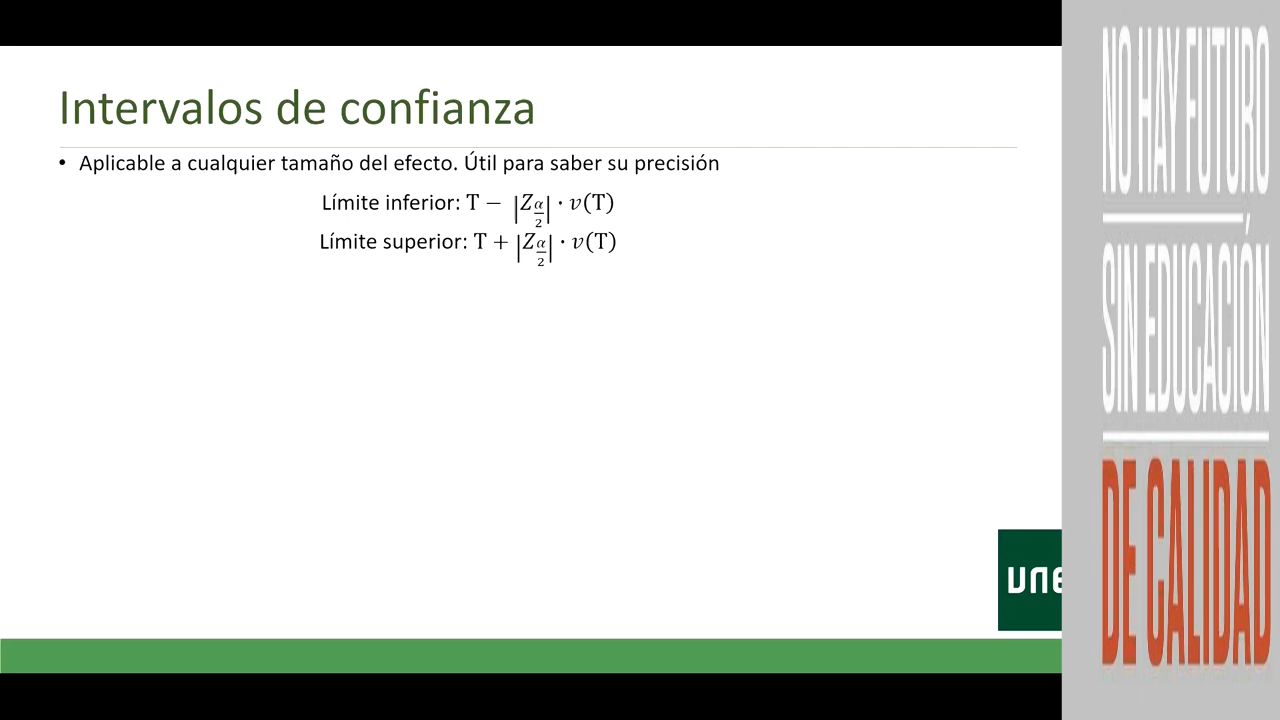 Intervalos de confianza
• Aplicable a cualquier tamaño del efecto. Útil para saber su precisión
Límite inferior: T − |Z_{α/2}| · v(T)
Límite superior: T + |Z_{α/2}| · v(T)
NO HAY FUTURO
SIN EDUCACIÓN
DE CALIDAD